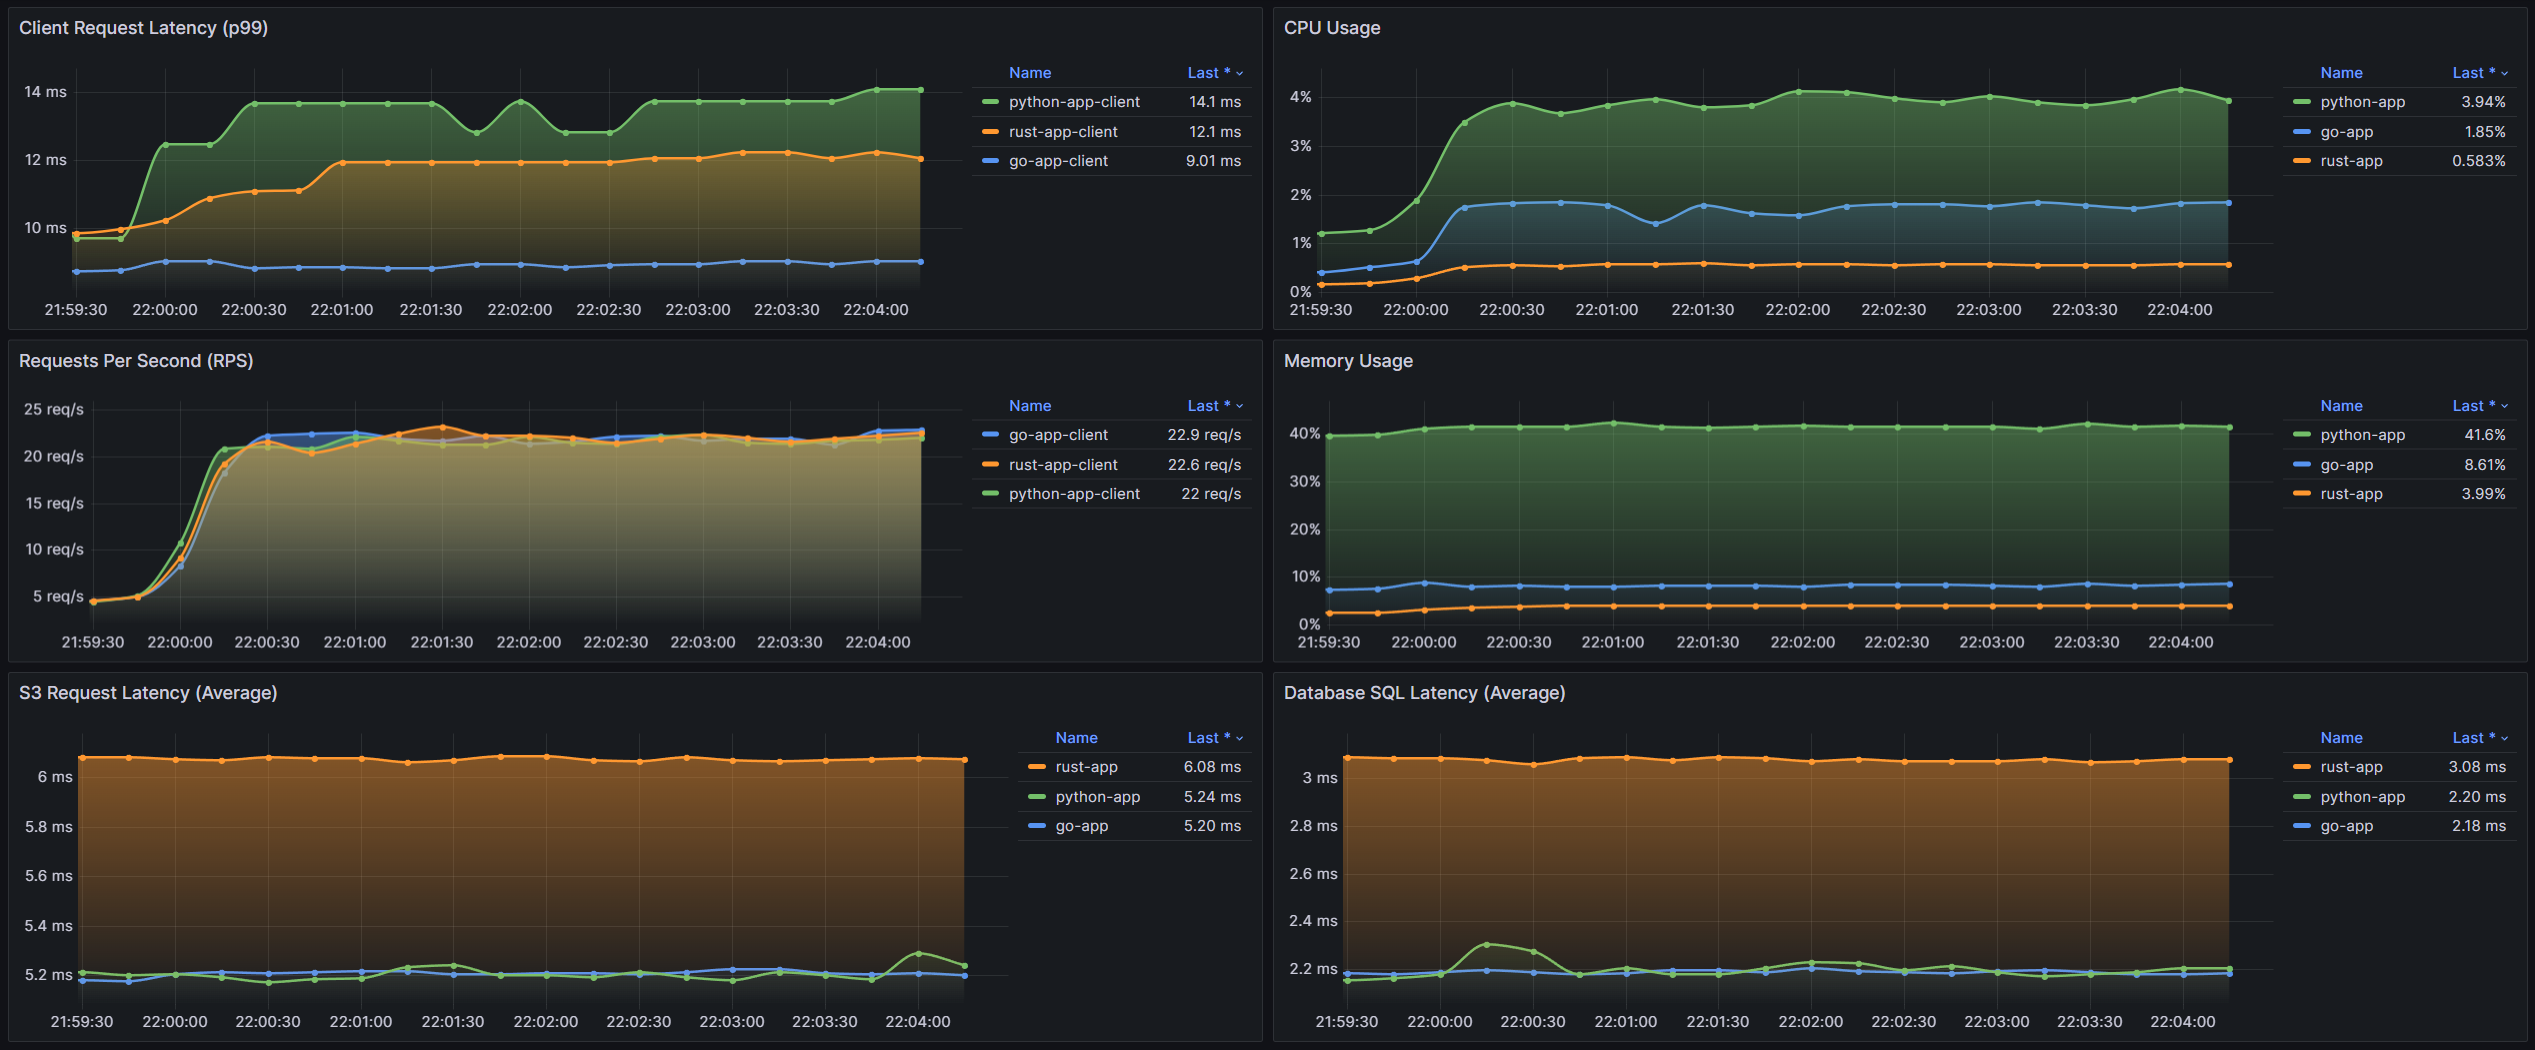 Client Request Latency (p99)
14 ms
12 ms
10 ms
21:59:30 22:00:00 22:00:30 22:01:00 22:01:30 22:02:00 22:02:30 22:03:00 22:03:30 22:04:00
Name Last *
python-app-client 14.1 ms
rust-app-client 12.1 ms
go-app-client 9.01 ms
CPU Usage
4%
3%
2%
1%
0%
21:59:30 22:00:00 22:00:30 22:01:00 22:01:30 22:02:00 22:02:30 22:03:00 22:03:30 22:04:00
Name Last *
python-app 3.94%
go-app 1.85%
rust-app 0.583%
Requests Per Second (RPS)
25 req/s
20 req/s
15 req/s
10 req/s
5 req/s
21:59:30 22:00:00 22:00:30 22:01:00 22:01:30 22:02:00 22:02:30 22:03:00 22:03:30 22:04:00
Name Last *
go-app-client 22.9 req/s
rust-app-client 22.6 req/s
python-app-client 22 req/s
Memory Usage
40%
30%
20%
10%
0%
21:59:30 22:00:00 22:00:30 22:01:00 22:01:30 22:02:00 22:02:30 22:03:00 22:03:30 22:04:00
Name Last *
python-app 41.6%
go-app 8.61%
rust-app 3.99%
S3 Request Latency (Average)
6 ms
5.8 ms
5.6 ms
5.4 ms
5.2 ms
21:59:30 22:00:00 22:00:30 22:01:00 22:01:30 22:02:00 22:02:30 22:03:00 22:03:30 22:04:00
Name Last *
rust-app 6.08 ms
python-app 5.24 ms
go-app 5.20 ms
Database SQL Latency (Average)
3 ms
2.8 ms
2.6 ms
2.4 ms
2.2 ms
21:59:30 22:00:00 22:00:30 22:01:00 22:01:30 22:02:00 22:02:30 22:03:00 22:03:30 22:04:00
Name Last *
rust-app 3.08 ms
python-app 2.20 ms
go-app 2.18 ms